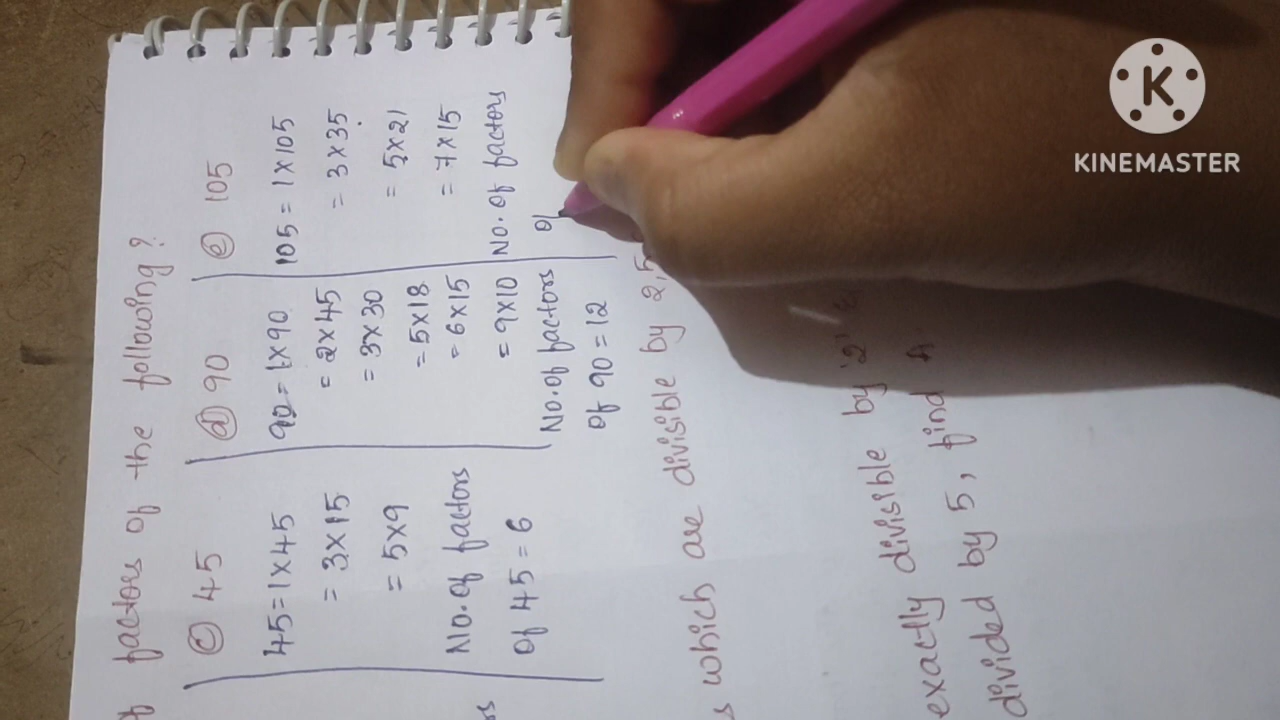 factors of the following?
(c) 45
45 = 1 x 45
= 3 x 15
= 5 x 9
No. of factors
of 45 = 6
(d) 90
90 = 1 x 90
= 2 x 45
= 3 x 30
= 5 x 18
= 6 x 15
= 9 x 10
No. of factors
of 90 = 12
(e) 105
105 = 1 x 105
= 3 x 35
= 5 x 21
= 7 x 15
No. of factors
of
which are divisible by 2, 5
exactly divisible by '2'
divided by 5, find
K
KINEMASTER